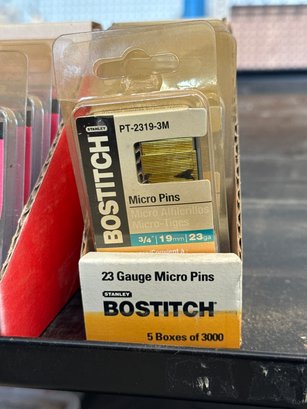 STANLEY
BOSTITCH
PT-2319-3M
Micro Pins
Micro Alfilerillos
Micro-Tiges
3/4" 19mm 23ga
23 Gauge Micro Pins
STANLEY
BOSTITCH
5 Boxes of 3000